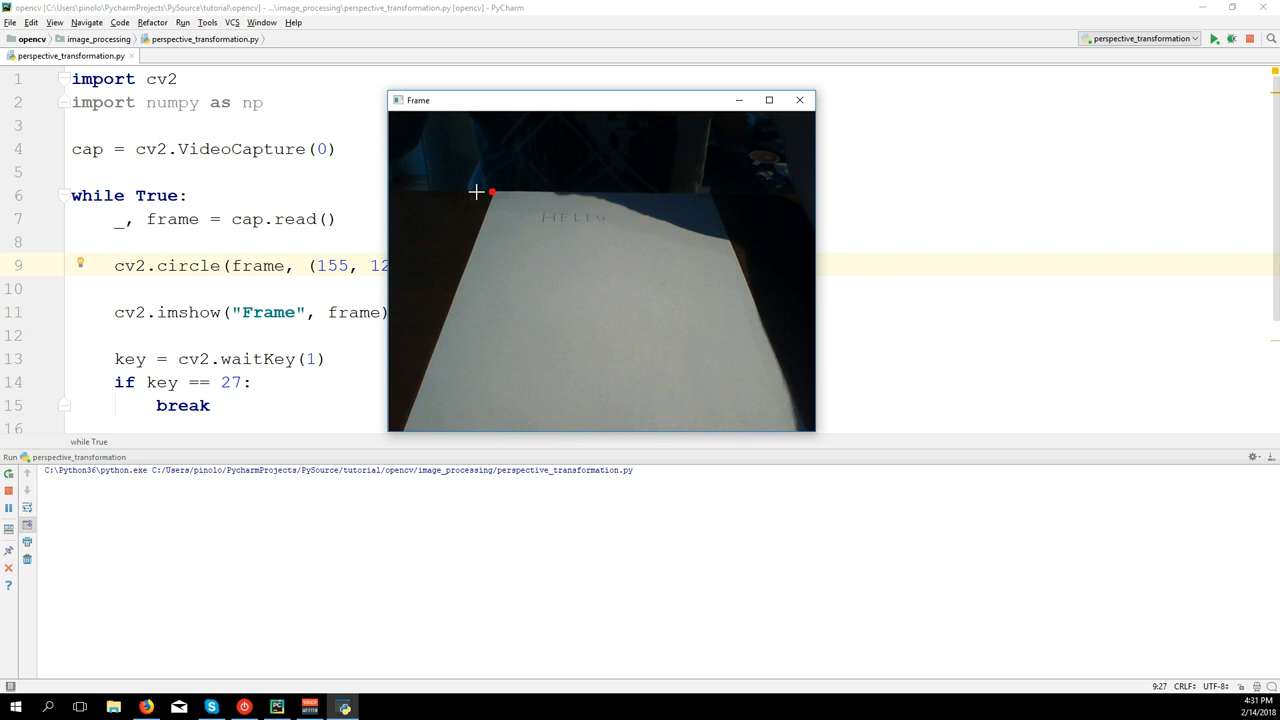 opencv [C:\Users\pinolo\PycharmProjects\PySource\tutorial\opencv] - ...\image_processing\perspective_transformation.py [opencv] - PyCharm
File Edit View Navigate Code Refactor Run Tools VCS Window Help
opencv image_processing perspective_transformation.py perspective_transformation
perspective_transformation.py
1 import cv2
2 import numpy as np
3
4 cap = cv2.VideoCapture(0)
5
6 while True:
7 _, frame = cap.read()
8
9 cv2.circle(frame, (155, 12
10
11 cv2.imshow("Frame", frame)
12
13 key = cv2.waitKey(1)
14 if key == 27:
15 break
16
Frame
HELLO
while True
Run perspective_transformation
C:\Python36\python.exe C:/Users/pinolo/PycharmProjects/PySource/tutorial/opencv/image_processing/perspective_transformation.py
9:27 CRLF UTF-8
4:31 PM
2/14/2018